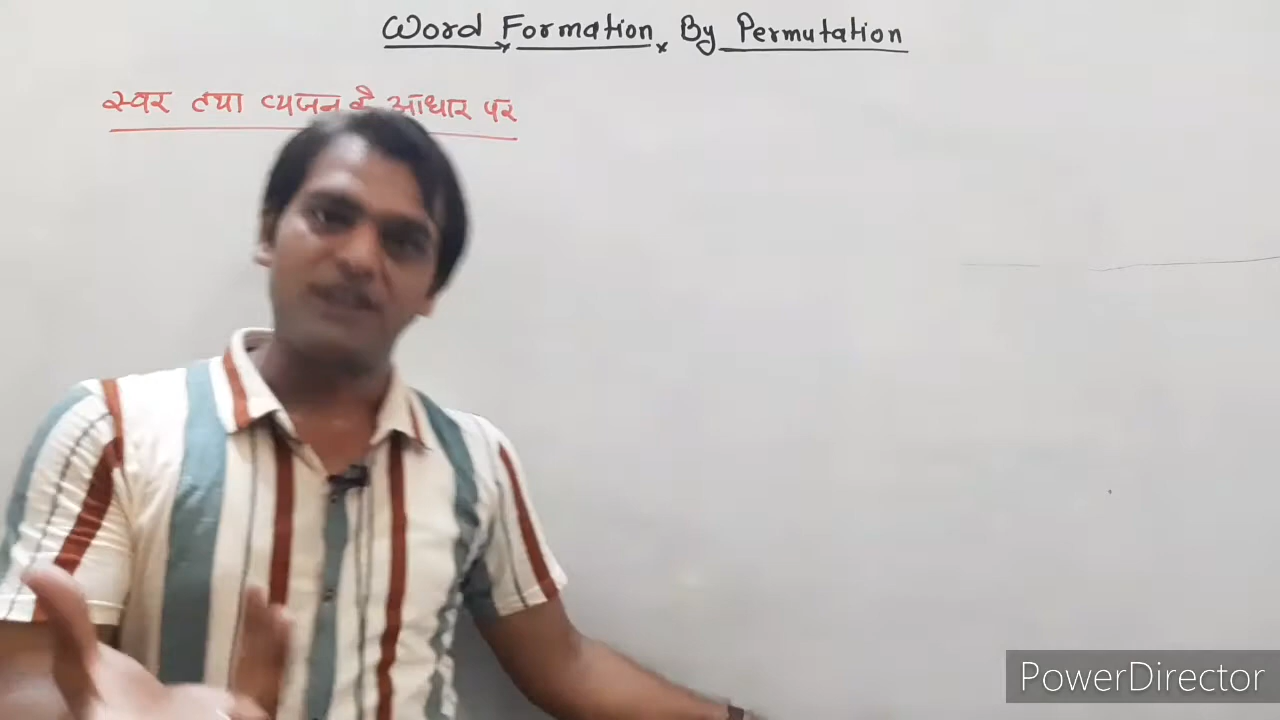 Word Formation By Permutation
स्वर तथा व्यजन के आधार पर
PowerDirector